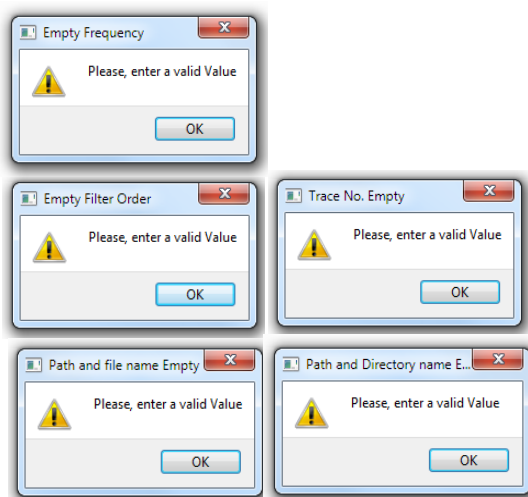 Empty Frequency
Please, enter a valid Value
OK
Empty Filter Order
Please, enter a valid Value
OK
Trace No. Empty
Please, enter a valid Value
OK
Path and file name Empty
Please, enter a valid Value
OK
Path and Directory name E...
Please, enter a valid Value
OK